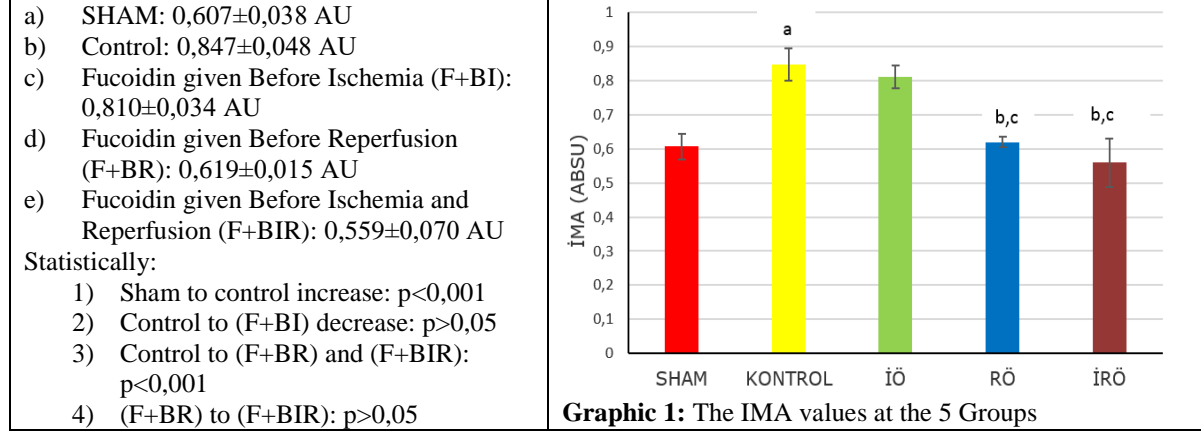 a) SHAM: 0,607±0,038 AU
b) Control: 0,847±0,048 AU
c) Fucoidin given Before Ischemia (F+BI):
0,810±0,034 AU
d) Fucoidin given Before Reperfusion
(F+BR): 0,619±0,015 AU
e) Fucoidin given Before Ischemia and
Reperfusion (F+BIR): 0,559±0,070 AU
Statistically:
1) Sham to control increase: p<0,001
2) Control to (F+BI) decrease: p>0,05
3) Control to (F+BR) and (F+BIR):
p<0,001
4) (F+BR) to (F+BIR): p>0,05
İMA (ABSU)
1
0,9
0,8
0,7
0,6
0,5
0,4
0,3
0,2
0,1
0
a
b,c
b,c
SHAM KONTROL İÖ RÖ İRÖ
Graphic 1: The IMA values at the 5 Groups